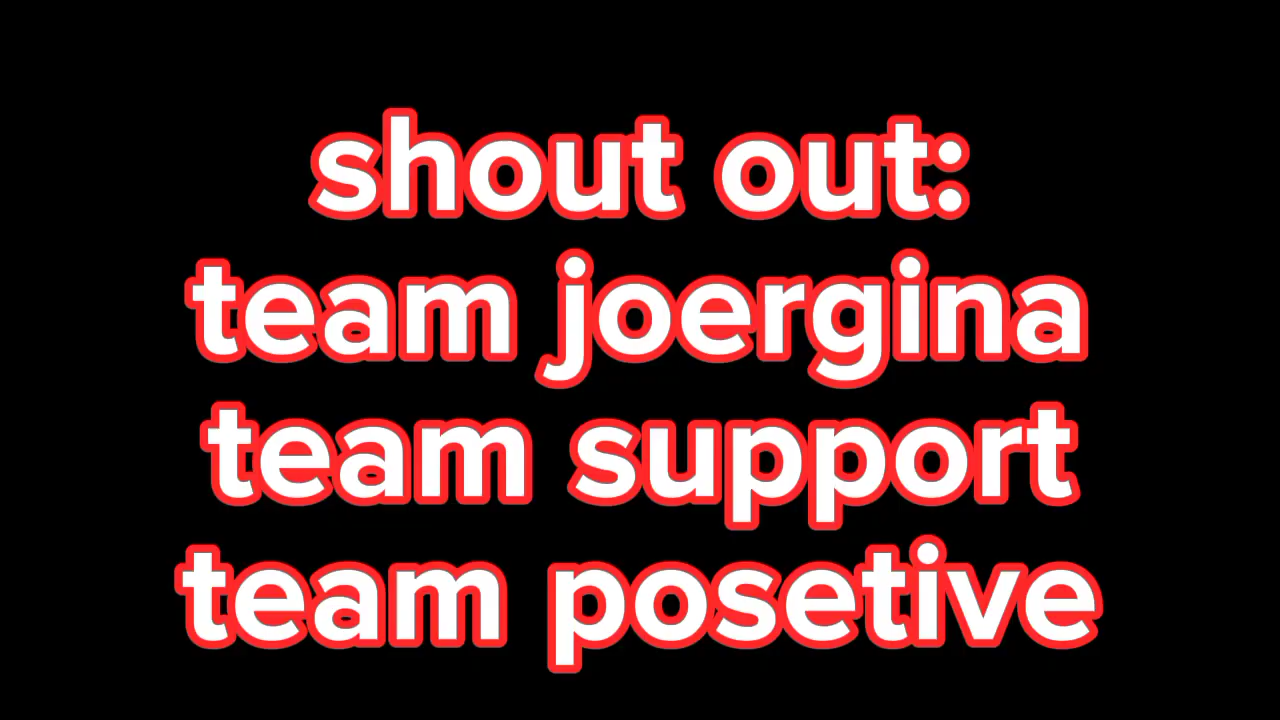 shout out:
team joergina
team support
team posetive